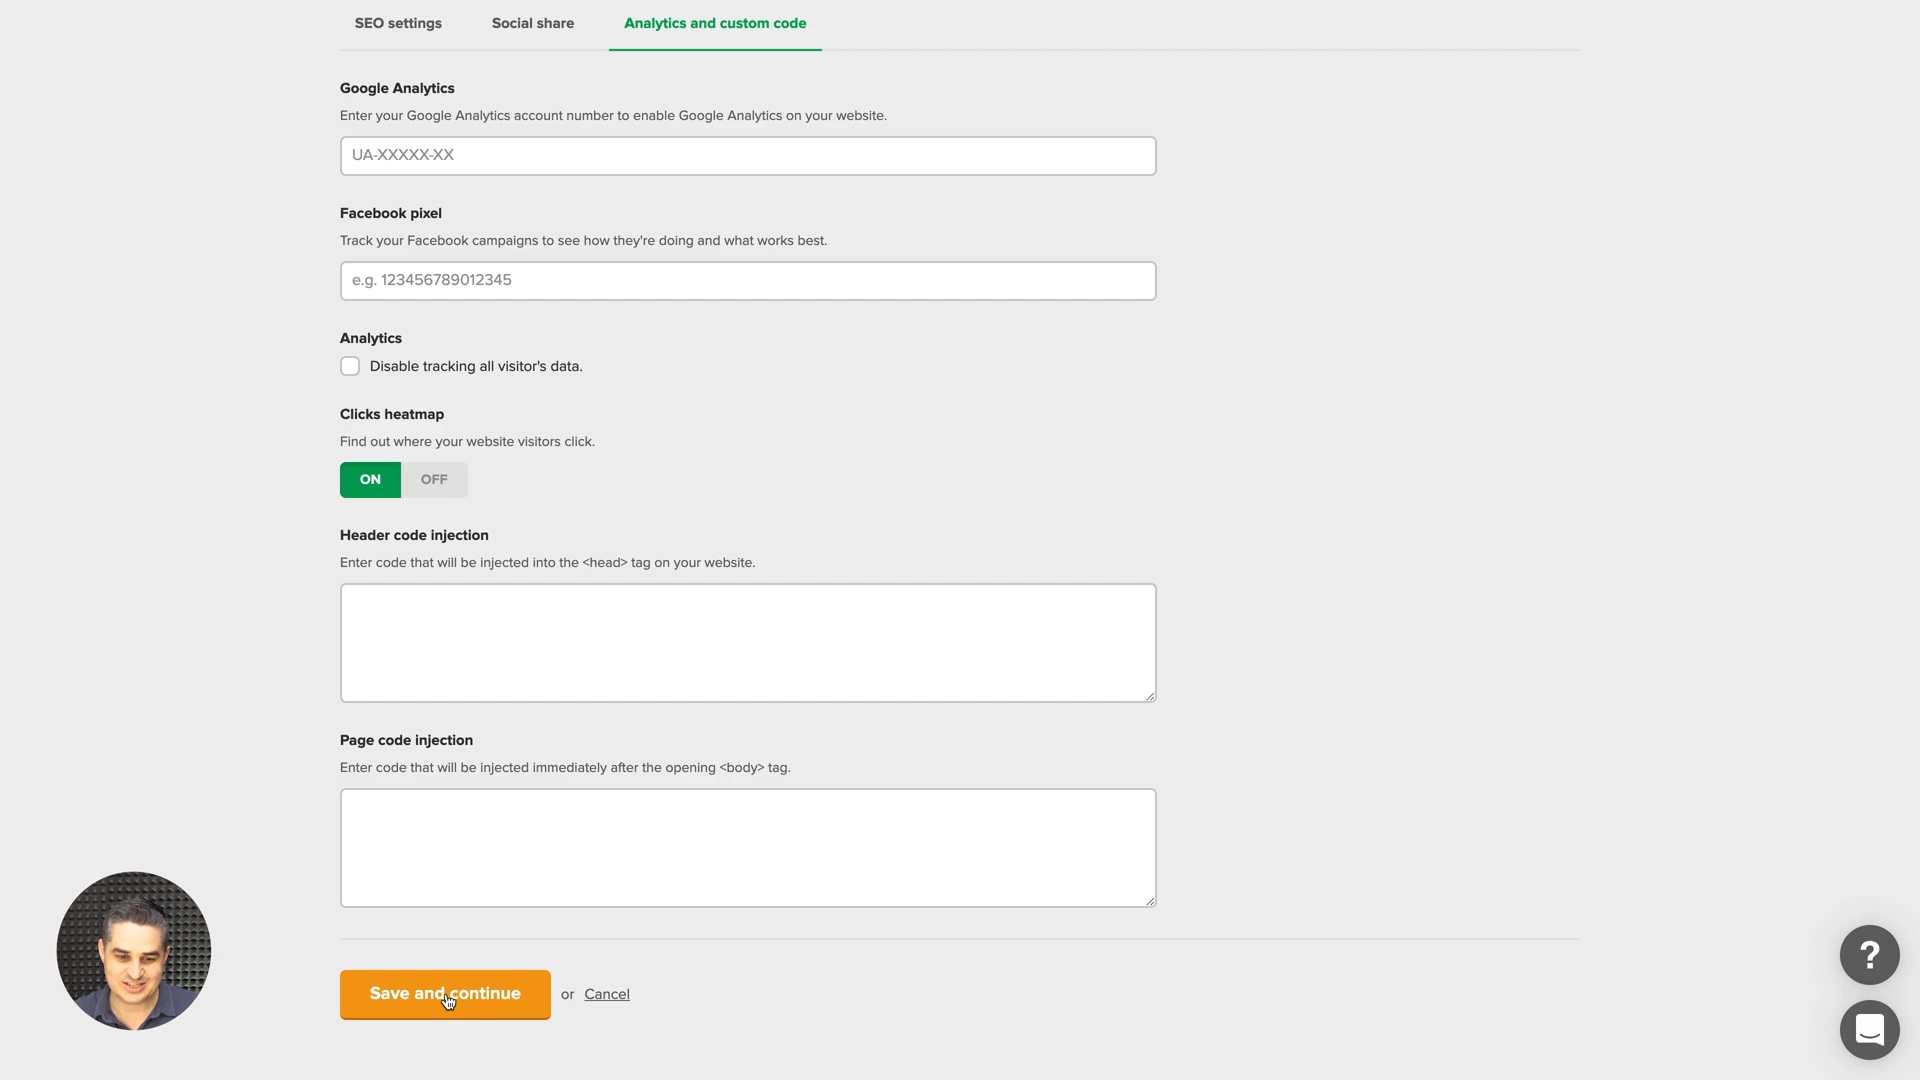 SEO settings Social share Analytics and custom code
Google Analytics
Enter your Google Analytics account number to enable Google Analytics on your website.
UA-XXXXX-XX
Facebook pixel
Track your Facebook campaigns to see how they're doing and what works best.
e.g. 123456789012345
Analytics
Disable tracking all visitor's data.
Clicks heatmap
Find out where your website visitors click.
ON OFF
Header code injection
Enter code that will be injected into the <head> tag on your website.
Page code injection
Enter code that will be injected immediately after the opening <body> tag.
Save and continue or Cancel
?